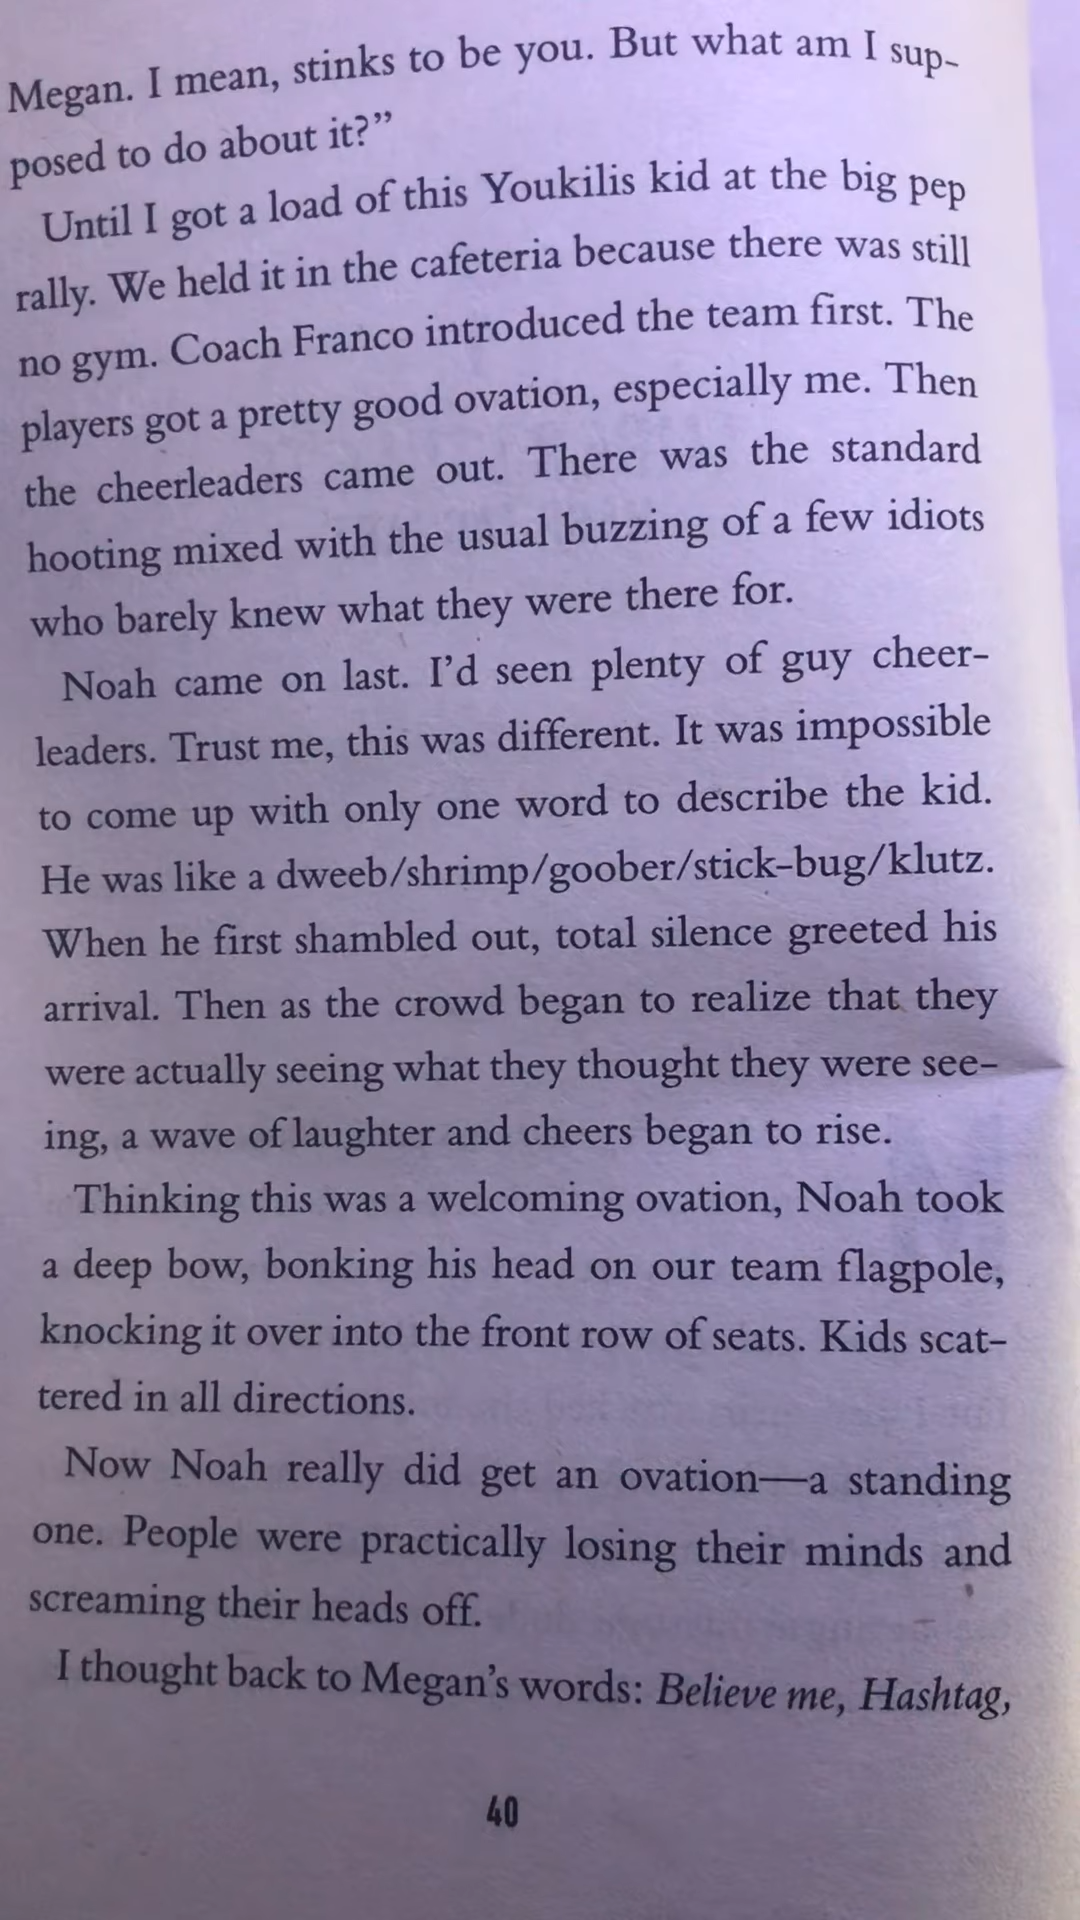 Megan. I mean, stinks to be you. But what am I sup-
posed to do about it?”
Until I got a load of this Youkilis kid at the big pep
rally. We held it in the cafeteria because there was still
no gym. Coach Franco introduced the team first. The
players got a pretty good ovation, especially me. Then
the cheerleaders came out. There was the standard
hooting mixed with the usual buzzing of a few idiots
who barely knew what they were there for.
Noah came on last. I’d seen plenty of guy cheer-
leaders. Trust me, this was different. It was impossible
to come up with only one word to describe the kid.
He was like a dweeb/shrimp/goober/stick-bug/klutz.
When he first shambled out, total silence greeted his
arrival. Then as the crowd began to realize that they
were actually seeing what they thought they were see-
ing, a wave of laughter and cheers began to rise.
Thinking this was a welcoming ovation, Noah took
a deep bow, bonking his head on our team flagpole,
knocking it over into the front row of seats. Kids scat-
tered in all directions.
Now Noah really did get an ovation—a standing
one. People were practically losing their minds and
screaming their heads off.
I thought back to Megan’s words: Believe me, Hashtag,
40